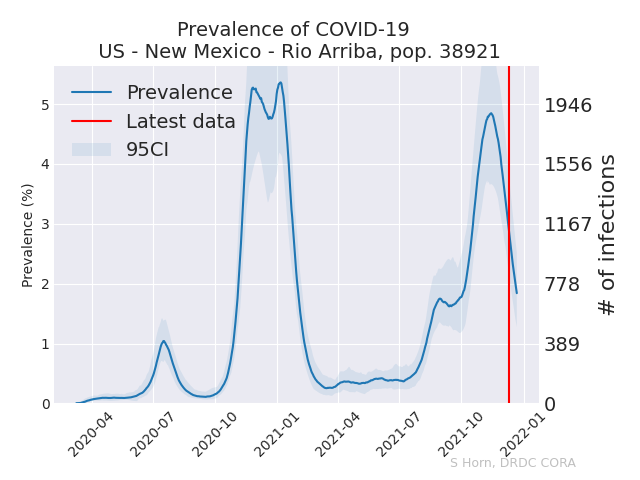 Prevalence of COVID-19
US - New Mexico - Rio Arriba, pop. 38921
Prevalence
Latest data
95CI
Prevalence (%)
5
4
3
2
1
0
1946
1556
1167
778
389
0
# of infections
2020-04
2020-07
2020-10
2021-01
2021-04
2021-07
2021-10
2022-01
S Horn, DRDC CORA